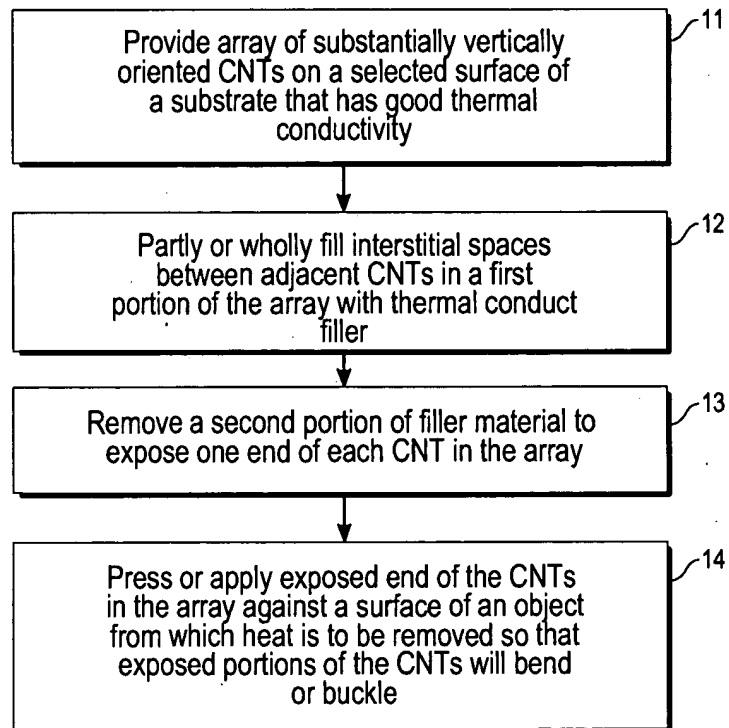 11
Provide array of substantially vertically
oriented CNTs on a selected surface of
a substrate that has good thermal
conductivity
12
Partly or wholly fill interstitial spaces
between adjacent CNTs in a first
portion of the array with thermal conduct
filler
13
Remove a second portion of filler material to
expose one end of each CNT in the array
14
Press or apply exposed end of the CNTs
in the array against a surface of an object
from which heat is to be removed so that
exposed portions of the CNTs will bend
or buckle